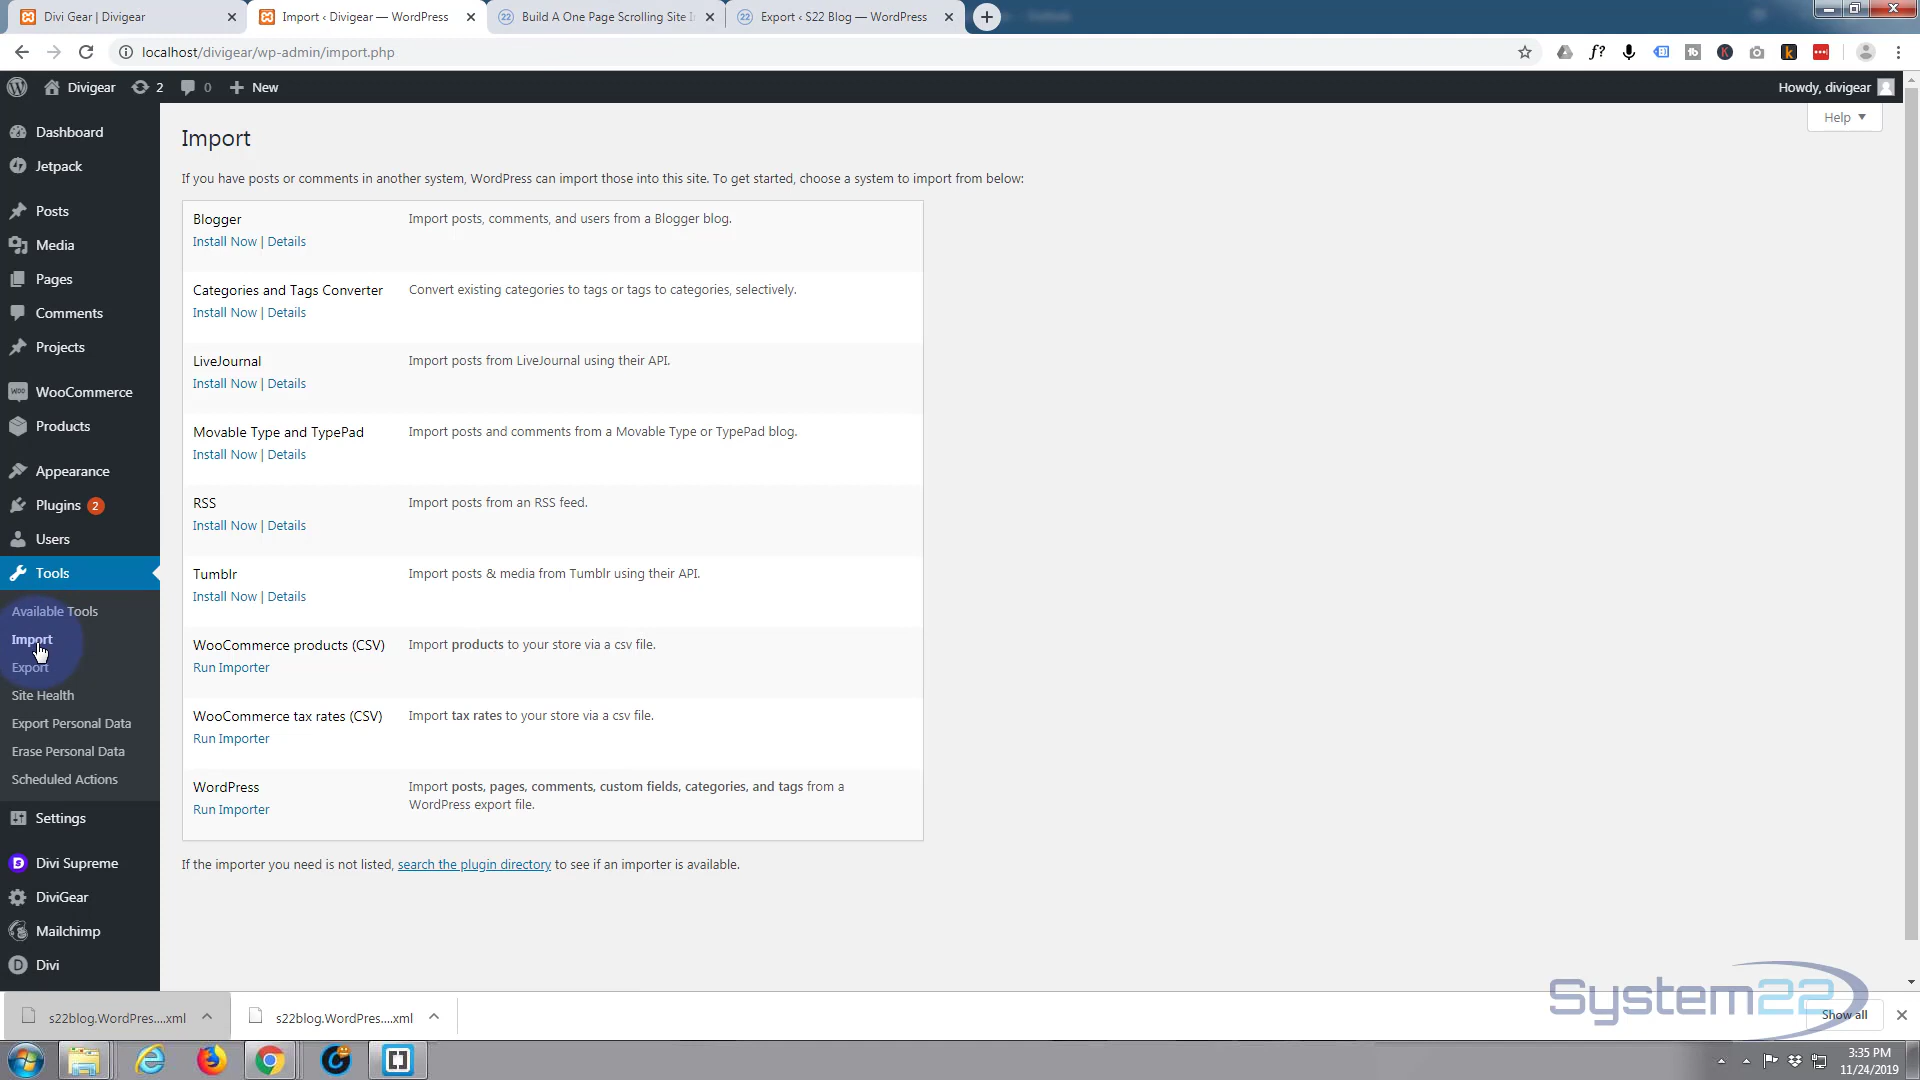 Divi Gear | Divigear
Import ‹ Divigear — WordPress
Build A One Page Scrolling Site I
Export ‹ S22 Blog — WordPress
localhost/divigear/wp-admin/import.php
Divigear 2 0 New
Howdy, divigear
Help
Dashboard
Jetpack
Posts
Media
Pages
Comments
Projects
WooCommerce
Products
Appearance
Plugins 2
Users
Tools
Available Tools
Import
Export
Site Health
Export Personal Data
Erase Personal Data
Scheduled Actions
Settings
Divi Supreme
DiviGear
Mailchimp
Divi
Import
If you have posts or comments in another system, WordPress can import those into this site. To get started, choose a system to import from below:
Blogger
Install Now | Details
Import posts, comments, and users from a Blogger blog.
Categories and Tags Converter
Install Now | Details
Convert existing categories to tags or tags to categories, selectively.
LiveJournal
Install Now | Details
Import posts from LiveJournal using their API.
Movable Type and TypePad
Install Now | Details
Import posts and comments from a Movable Type or TypePad blog.
RSS
Install Now | Details
Import posts from an RSS feed.
Tumblr
Install Now | Details
Import posts & media from Tumblr using their API.
WooCommerce products (CSV)
Run Importer
Import products to your store via a csv file.
WooCommerce tax rates (CSV)
Run Importer
Import tax rates to your store via a csv file.
WordPress
Run Importer
Import posts, pages, comments, custom fields, categories, and tags from a
WordPress export file.
If the importer you need is not listed, search the plugin directory to see if an importer is available.
System22
s22blog.WordPres....xml
s22blog.WordPres....xml
Show all
3:35 PM
11/24/2019